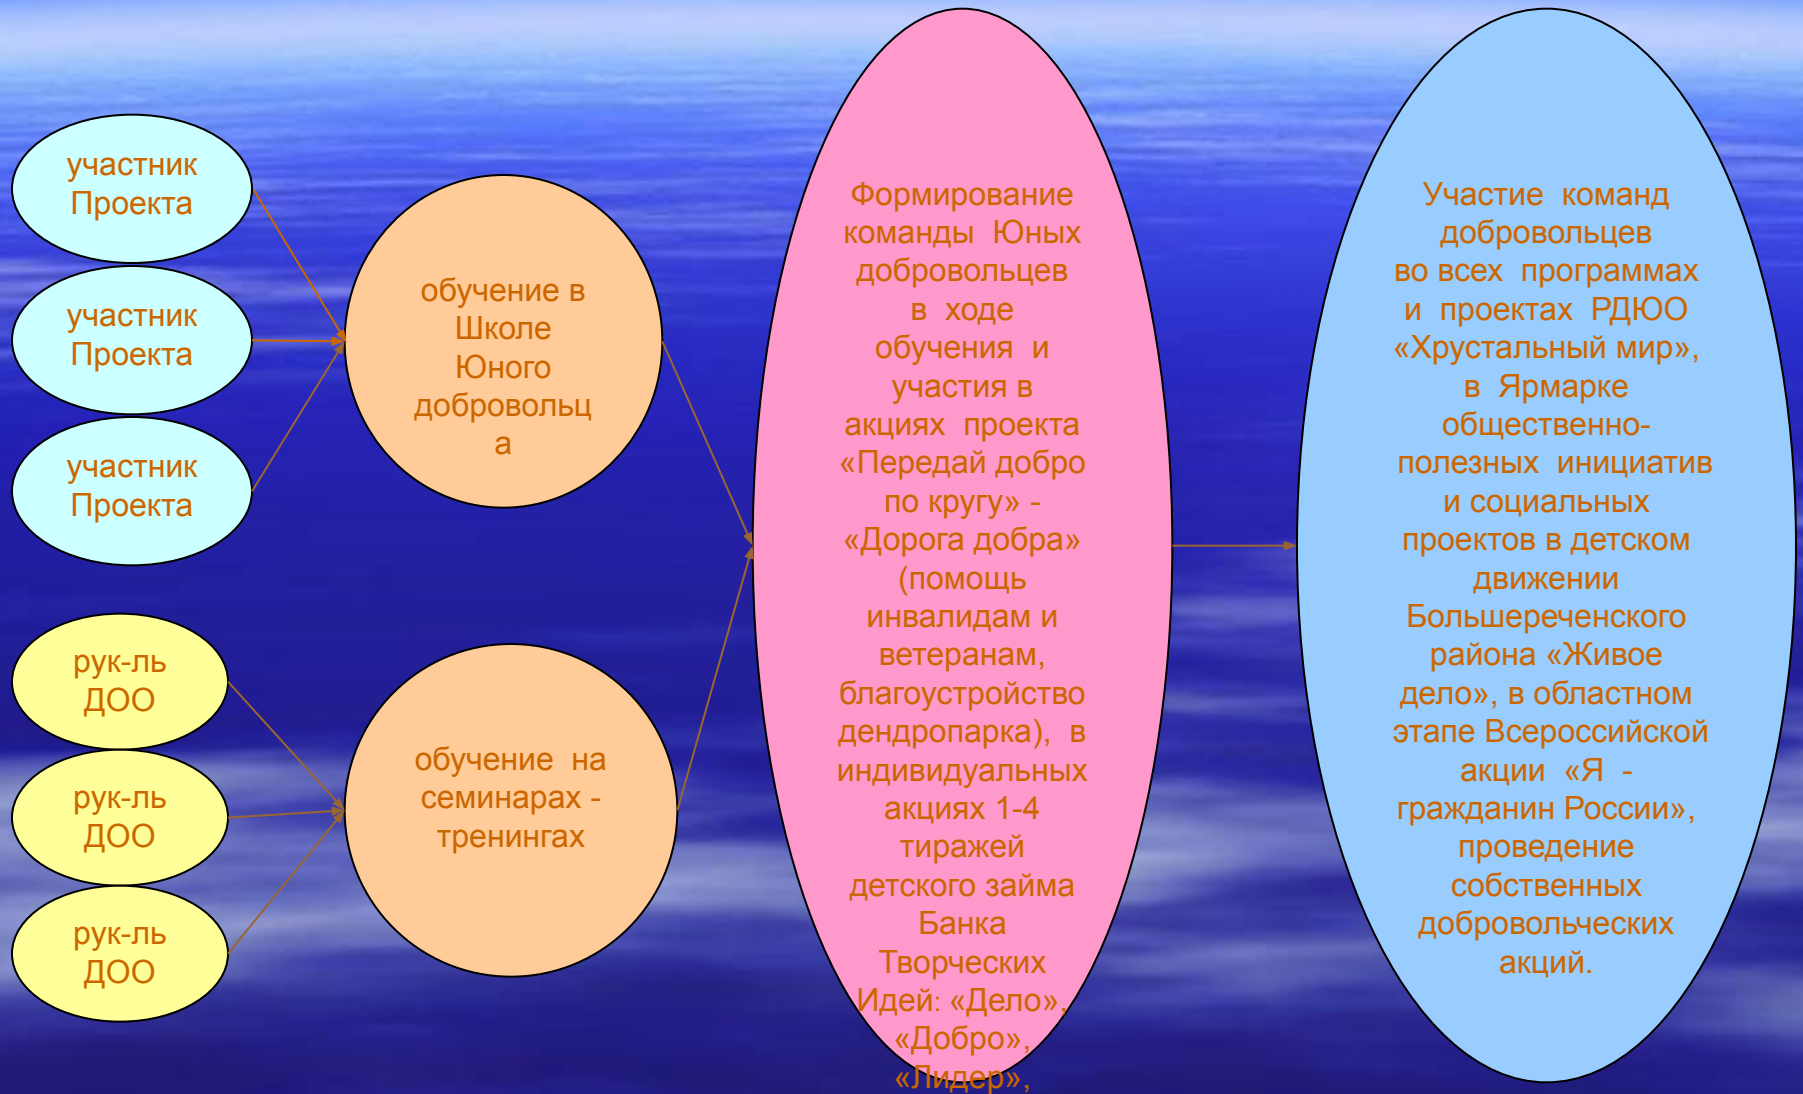 участник
Проекта
участник
Проекта
участник
Проекта
рук-ль
ДОО
рук-ль
ДОО
рук-ль
ДОО
обучение в
Школе
Юного
добровольц
а
обучение на
семинарах -
тренингах
Формирование
команды Юных
добровольцев
в ходе
обучения и
участия в
акциях проекта
«Передай добро
по кругу» -
«Дорога добра»
(помощь
инвалидам и
ветеранам,
благоустройство
дендропарка), в
индивидуальных
акциях 1-4
тиражей
детского займа
Банка
Творческих
Идей: «Дело»,
«Добро»,
«Лидер»,
Участие команд
добровольцев
во всех программах
и проектах РДЮО
«Хрустальный мир»,
в Ярмарке
общественно-
полезных инициатив
и социальных
проектов в детском
движении
Большереченского
района «Живое
дело», в областном
этапе Всероссийской
акции «Я -
гражданин России»,
проведение
собственных
добровольческих
акций.